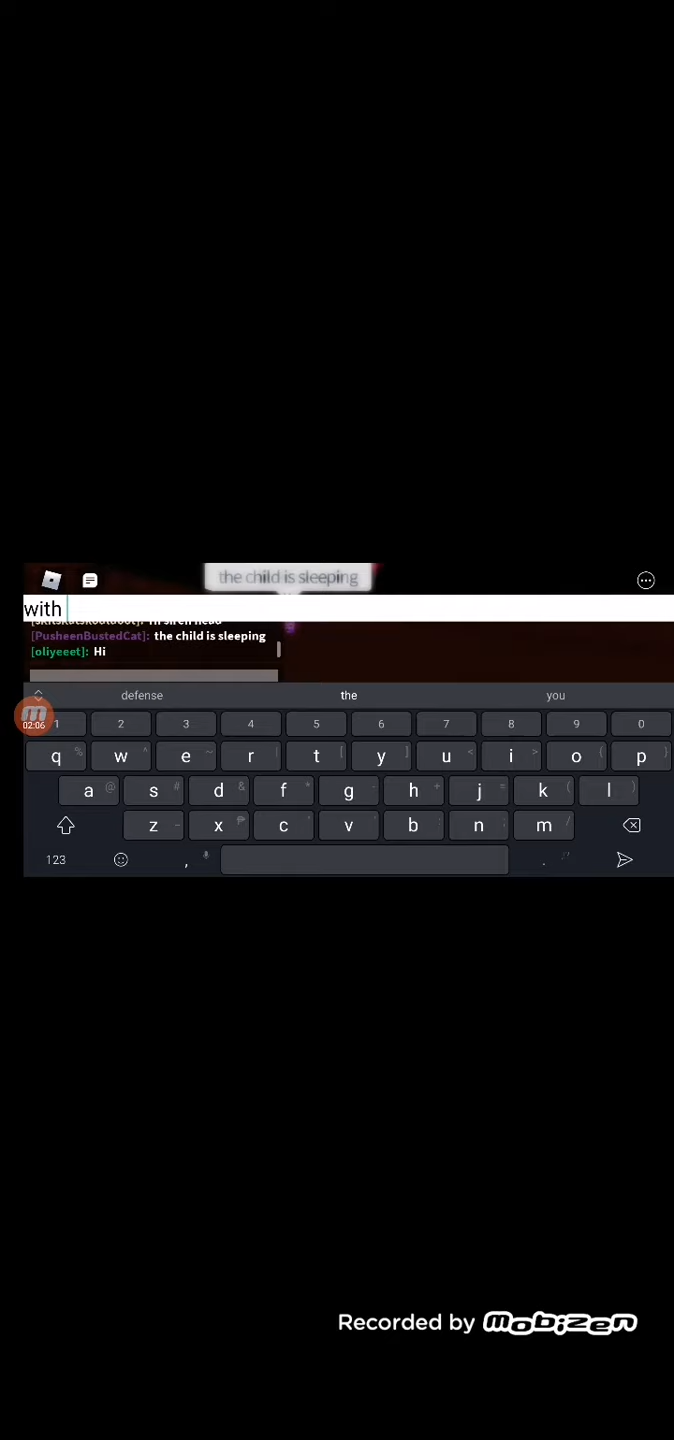 the child is sleeping
with
[PusheenBustedCat]: the child is sleeping
[oliyeeet]: Hi
defense the you
02:06
1 2 3 4 5 6 7 8 9 0
q w e r t y u i o p
a s d f g h j k l
z x c v b n m
123 , .
Recorded by mobizen